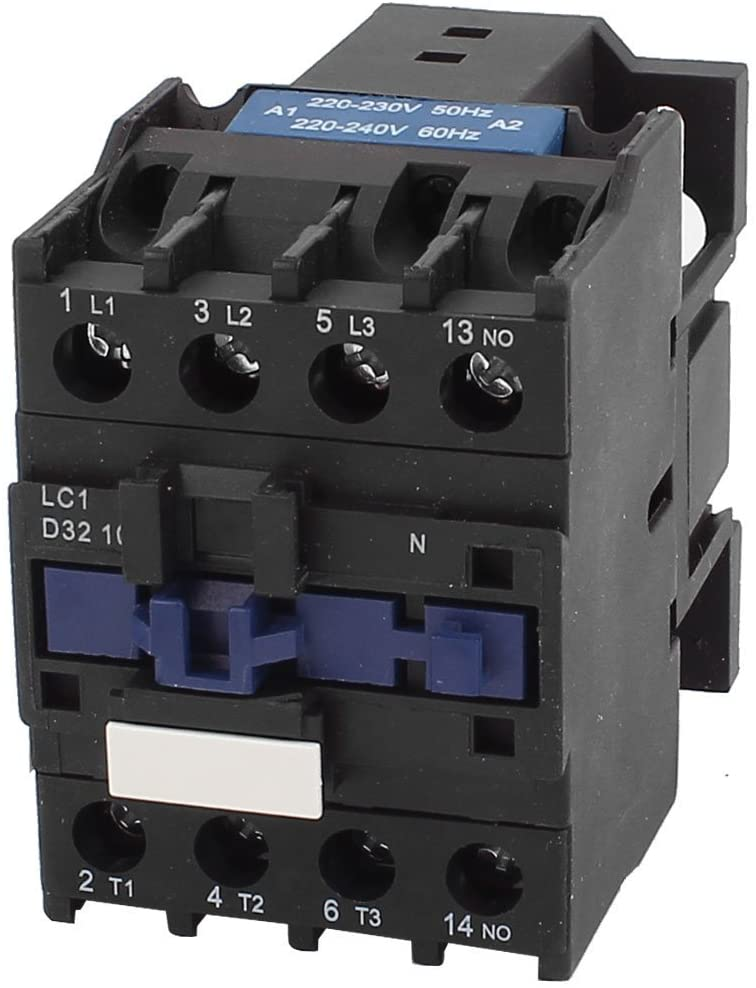 A1 220-230V 50Hz A2
220-240V 60Hz
1 L1 3 L2 5 L3 13 NO
LC1
D32 N
2 T1 4 T2 6 T3 14 NO